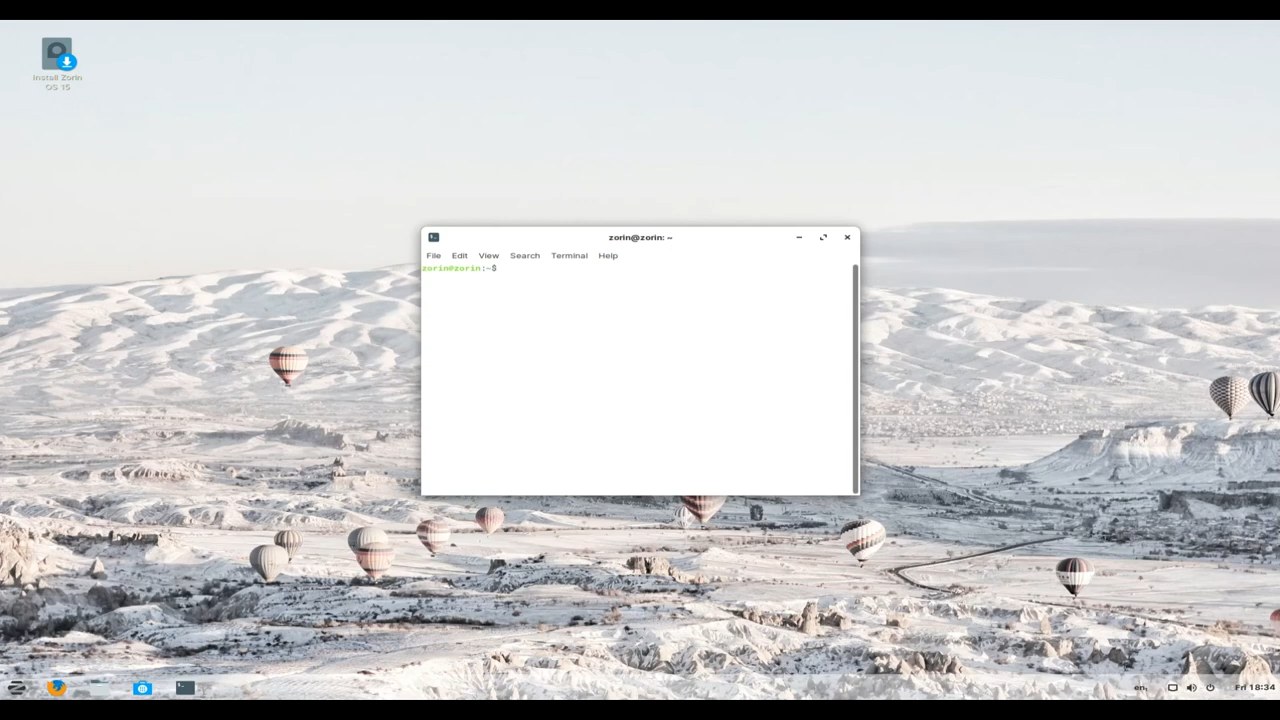 Install Zorin
OS 15
zorin@zorin: ~
File Edit View Search Terminal Help
zorin@zorin:~$
en
Fri 18:34